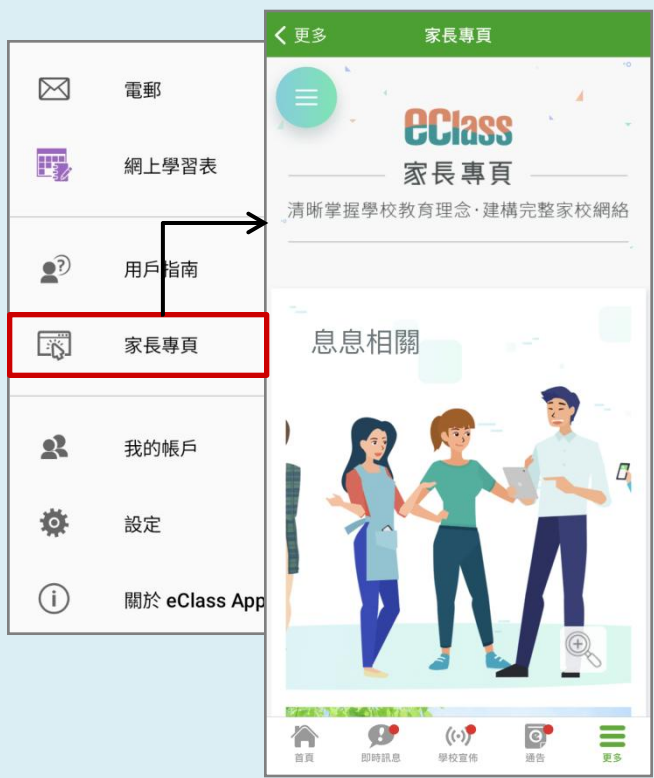 電郵
網上學習表
用戶指南
家長專頁
我的帳戶
設定
關於 eClass App
更多
家長專頁
eClass
家長專頁
清晰掌握學校教育理念·建構完整家校網絡
息息相關
首頁
即時訊息
學校宣佈
通告
更多